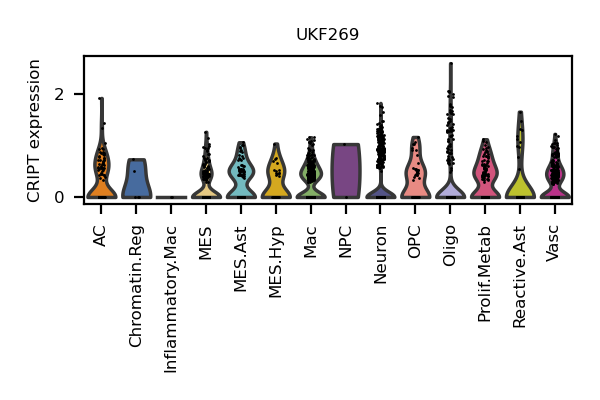 UKF269
CRIPT expression
2
0
AC
Chromatin.Reg
Inflammatory.Mac
MES
MES.Ast
MES.Hyp
Mac
NPC
Neuron
OPC
Oligo
Prolif.Metab
Reactive.Ast
Vasc